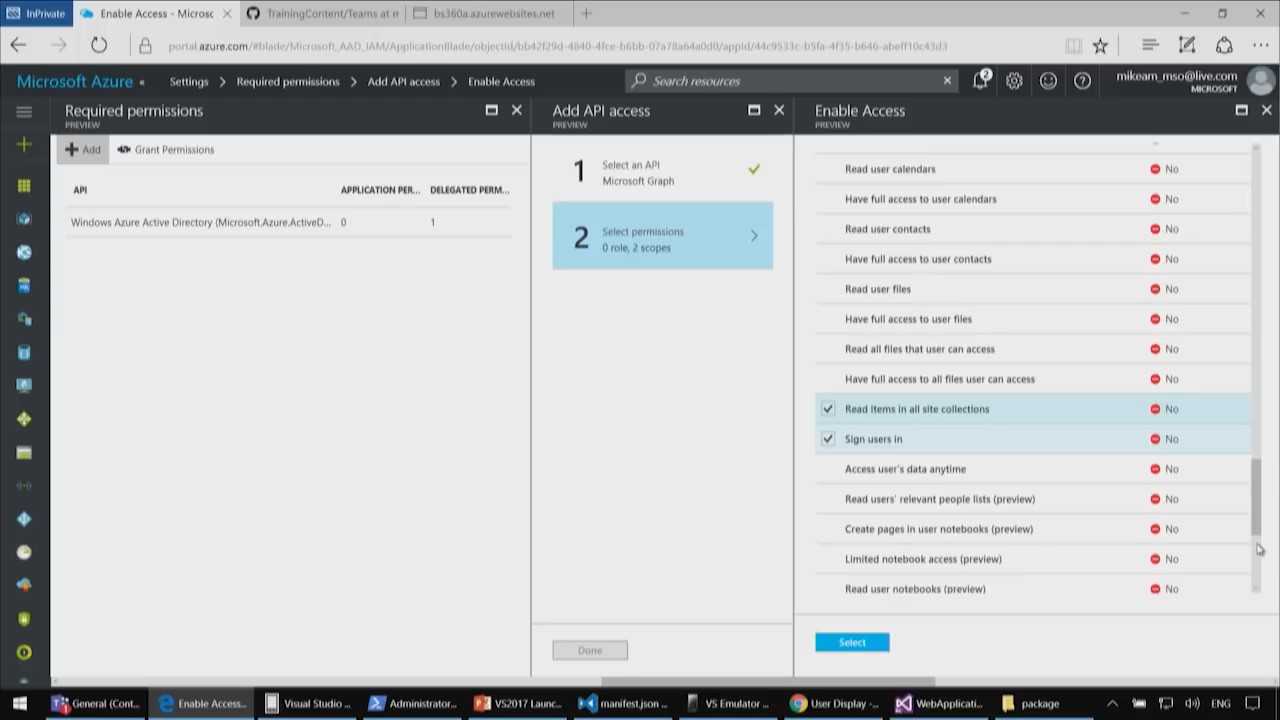 InPrivate
Enable Access - Microsc
TrainingContent/Teams at m
bs360a.azurewebsites.net
portal.azure.com/#blade/Microsoft_AAD_IAM/ApplicationBlade/objectId/bb42f29d-4840-4fce-b6bb-07a78a64a0d0/appId/44c9533c-b5fa-4f35-b646-abeff10c43d3
Microsoft Azure «
Settings > Required permissions > Add API access > Enable Access
Search resources
2
mikeam_mso@live.com
MICROSOFT
Required permissions
PREVIEW
Add
Grant Permissions
API
APPLICATION PER...
DELEGATED PERM...
Windows Azure Active Directory (Microsoft.Azure.ActiveD...
0
1
Add API access
PREVIEW
1
Select an API
Microsoft Graph
2
Select permissions
0 role, 2 scopes
Done
Enable Access
PREVIEW
Read user calendars No
Have full access to user calendars No
Read user contacts No
Have full access to user contacts No
Read user files No
Have full access to user files No
Read all files that user can access No
Have full access to all files user can access No
Read items in all site collections No
Sign users in No
Access user's data anytime No
Read users' relevant people lists (preview) No
Create pages in user notebooks (preview) No
Limited notebook access (preview) No
Read user notebooks (preview) No
Select
General (Cont...
Enable Access...
Visual Studio ...
Administrator...
VS2017 Launc...
manifest.json ...
VS Emulator ...
User Display -...
WebApplicati...
package
ENG